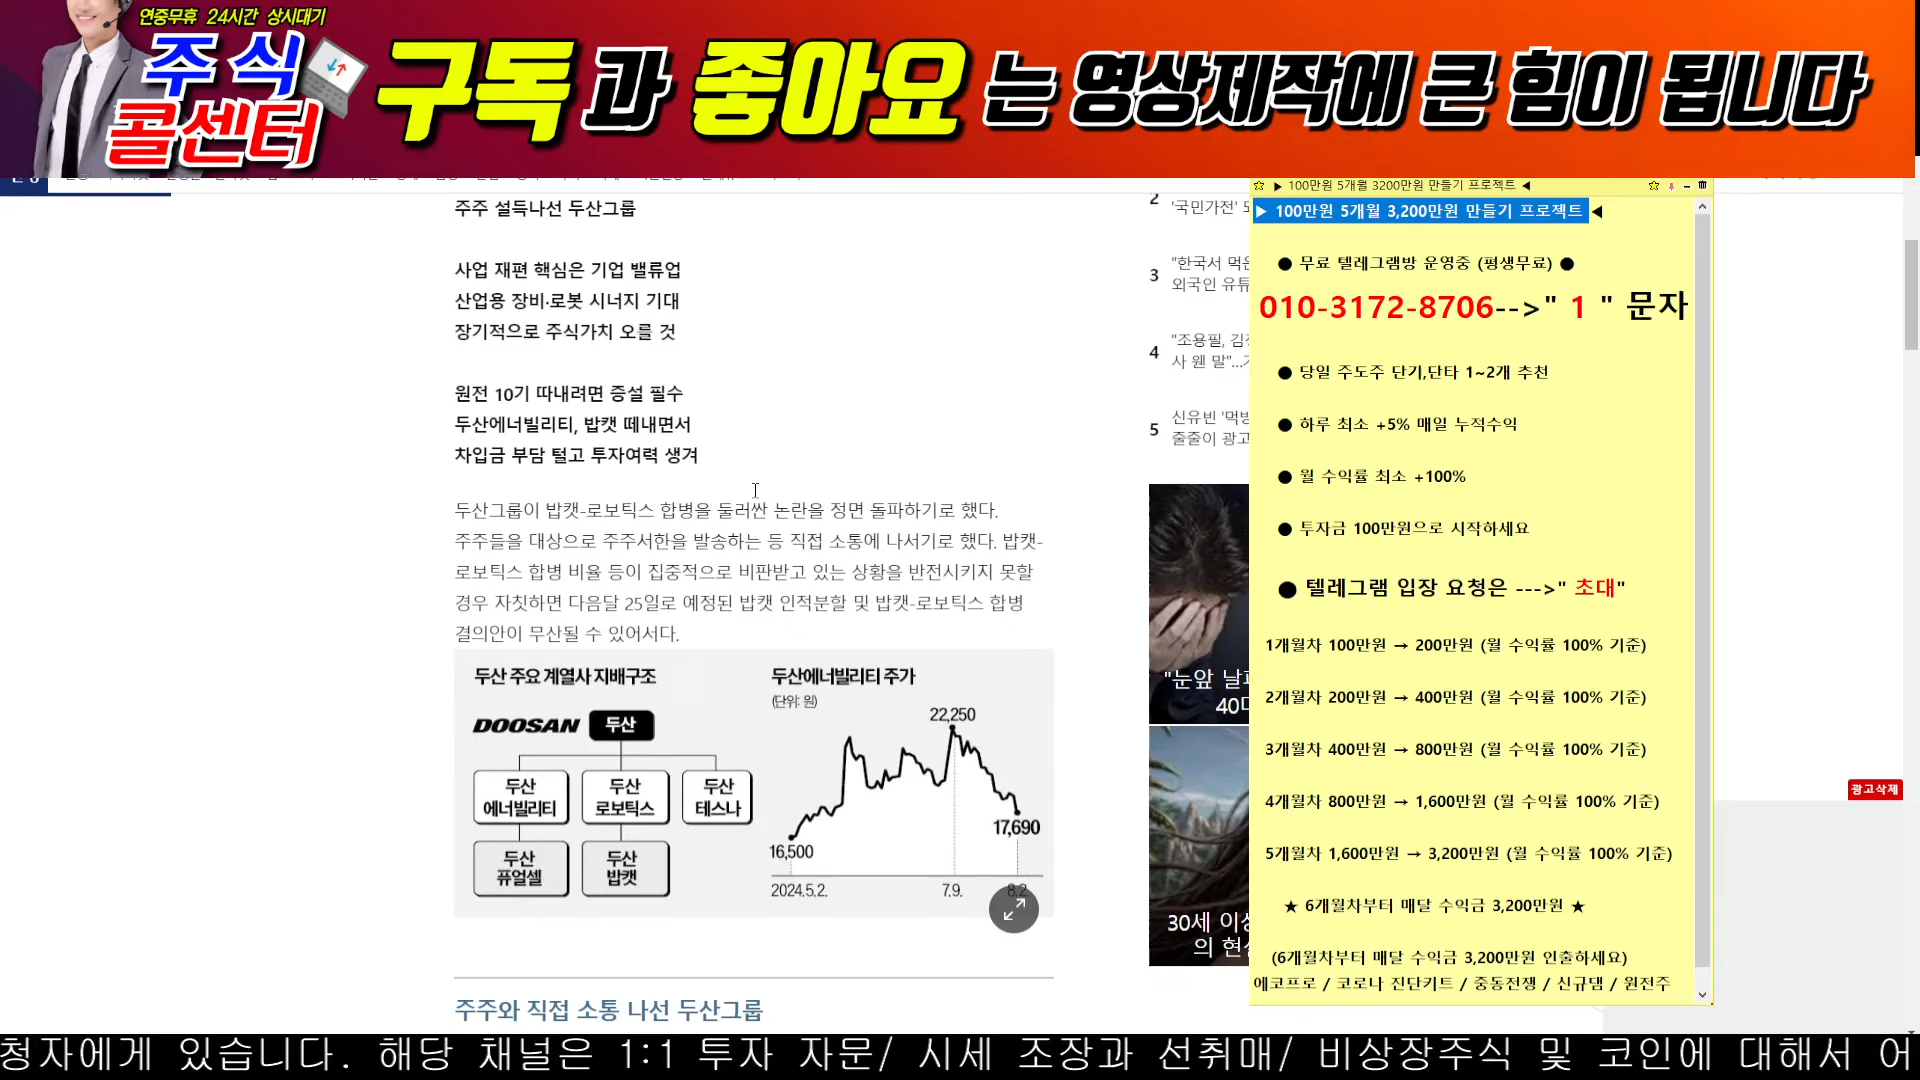 연중무휴 24시간 상시대기
주식
콜센터
구독과 좋아요는 영상제작에 큰 힘이 됩니다
주주 설득나선 두산그룹
사업 재편 핵심은 기업 밸류업
산업용 장비·로봇 시너지 기대
장기적으로 주식가치 오를 것
원전 10기 따내려면 증설 필수
두산에너빌리티, 밥캣 떼내면서
차입금 부담 털고 투자여력 생겨
두산그룹이 밥캣-로보틱스 합병을 둘러싼 논란을 정면 돌파하기로 했다.
주주들을 대상으로 주주서한을 발송하는 등 직접 소통에 나서기로 했다. 밥캣-
로보틱스 합병 비율 등이 집중적으로 비판받고 있는 상황을 반전시키지 못할
경우 자칫하면 다음달 25일로 예정된 밥캣 인적분할 및 밥캣-로보틱스 합병
결의안이 무산될 수 있어서다.
두산 주요 계열사 지배구조
DOOSAN 두산
두산
에너빌리티
두산
로보틱스
두산
테스나
두산
퓨얼셀
두산
밥캣
두산에너빌리티 주가
(단위: 원)
22,250
17,690
16,500
2024.5.2. 7.9. 8.2.
주주와 직접 소통 나선 두산그룹
2 '국민가전'
3 "한국서 먹은
외국인 유튜
4 "조용필, 김
사 웬 말"...
5 신유빈 '먹방
줄줄이 광고
"눈앞 날
40대
30세 이상
의 현실
▶ 100만원 5개월 3200만원 만들기 프로젝트 ◀
▶ 100만원 5개월 3,200만원 만들기 프로젝트 ◀
● 무료 텔레그램방 운영중 (평생무료) ●
010-3172-8706-->" 1 " 문자
● 당일 주도주 단기,단타 1~2개 추천
● 하루 최소 +5% 매일 누적수익
● 월 수익률 최소 +100%
● 투자금 100만원으로 시작하세요
● 텔레그램 입장 요청은 --->" 초대"
1개월차 100만원 → 200만원 (월 수익률 100% 기준)
2개월차 200만원 → 400만원 (월 수익률 100% 기준)
3개월차 400만원 → 800만원 (월 수익률 100% 기준)
4개월차 800만원 → 1,600만원 (월 수익률 100% 기준)
5개월차 1,600만원 → 3,200만원 (월 수익률 100% 기준)
★ 6개월차부터 매달 수익금 3,200만원 ★
(6개월차부터 매달 수익금 3,200만원 인출하세요)
에코프로 / 코로나 진단키트 / 중동전쟁 / 신규댐 / 원전주
광고삭제
청자에게 있습니다. 해당 채널은 1:1 투자 자문/ 시세 조장과 선취매/ 비상장주식 및 코인에 대해서 어